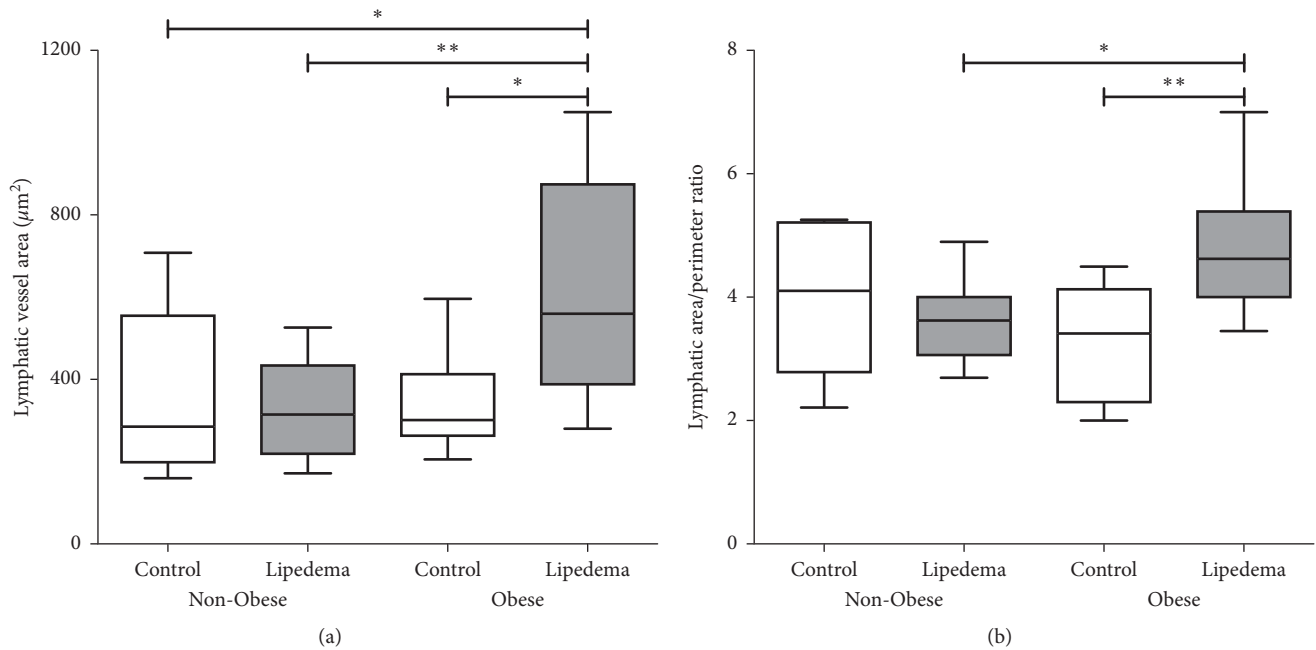 *
**
*
1200
800
400
0
Lymphatic vessel area (μm²)
Control Lipedema Control Lipedema
Non-Obese Obese
(a)
*
**
8
6
4
2
0
Lymphatic area/perimeter ratio
Control Lipedema Control Lipedema
Non-Obese Obese
(b)